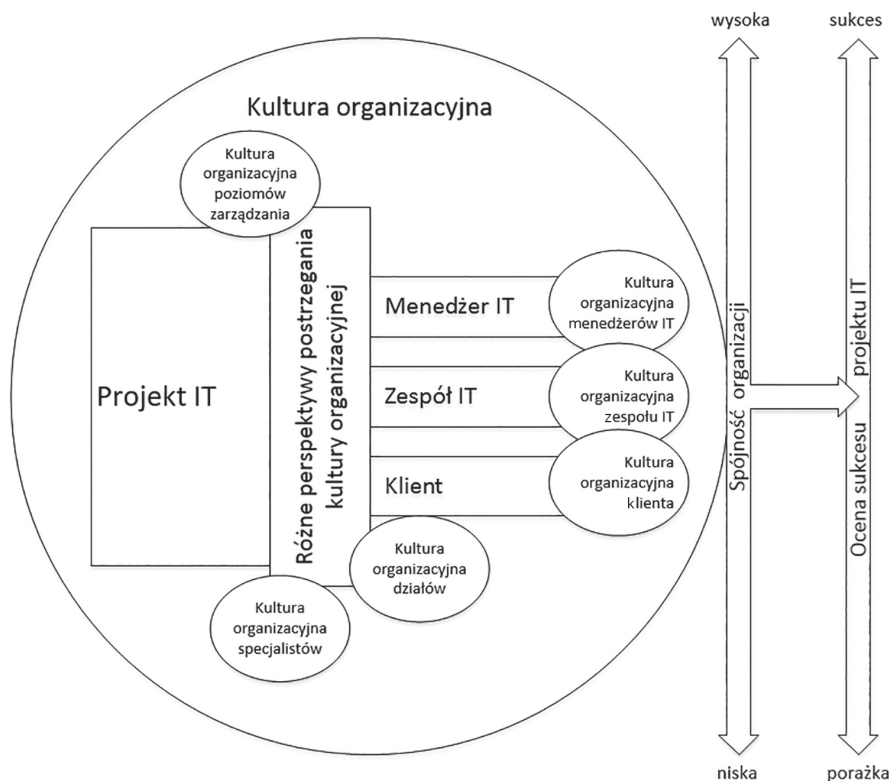 wysoka
sukces
Kultura organizacyjna
Kultura
organizacyjna
poziomów
zarządzania
Projekt IT
Różne perspektywy postrzegania
kultury organizacyjnej
Menedżer IT
Kultura
organizacyjna
menedżerów IT
Zespół IT
Kultura
organizacyjna
zespołu IT
Klient
Kultura
organizacyjna
klienta
Kultura
organizacyjna
działów
Kultura
organizacyjna
specjalistów
Spójność organizacji
Ocena sukcesu projektu IT
niska
porażka